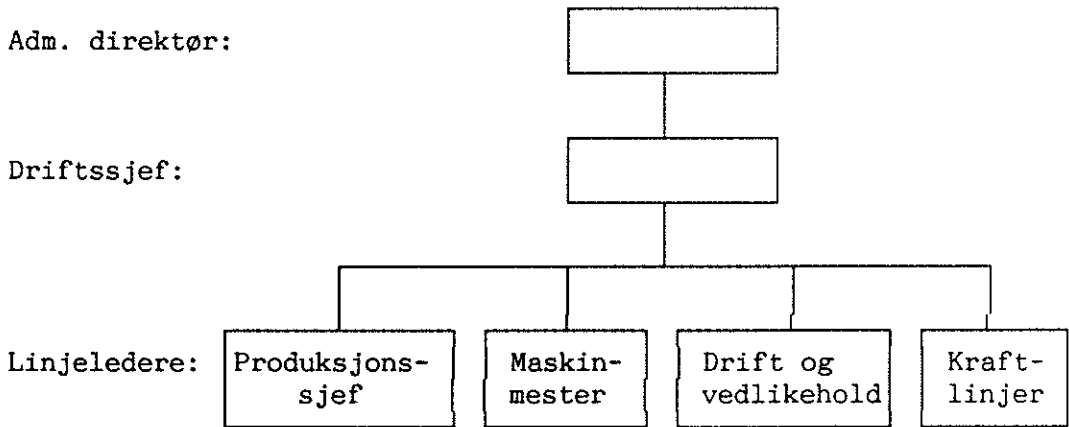 Adm. direktør:
Driftssjef:
Linjeledere:
Produksjons-
sjef
Maskin-
mester
Drift og
vedlikehold
Kraft-
linjer